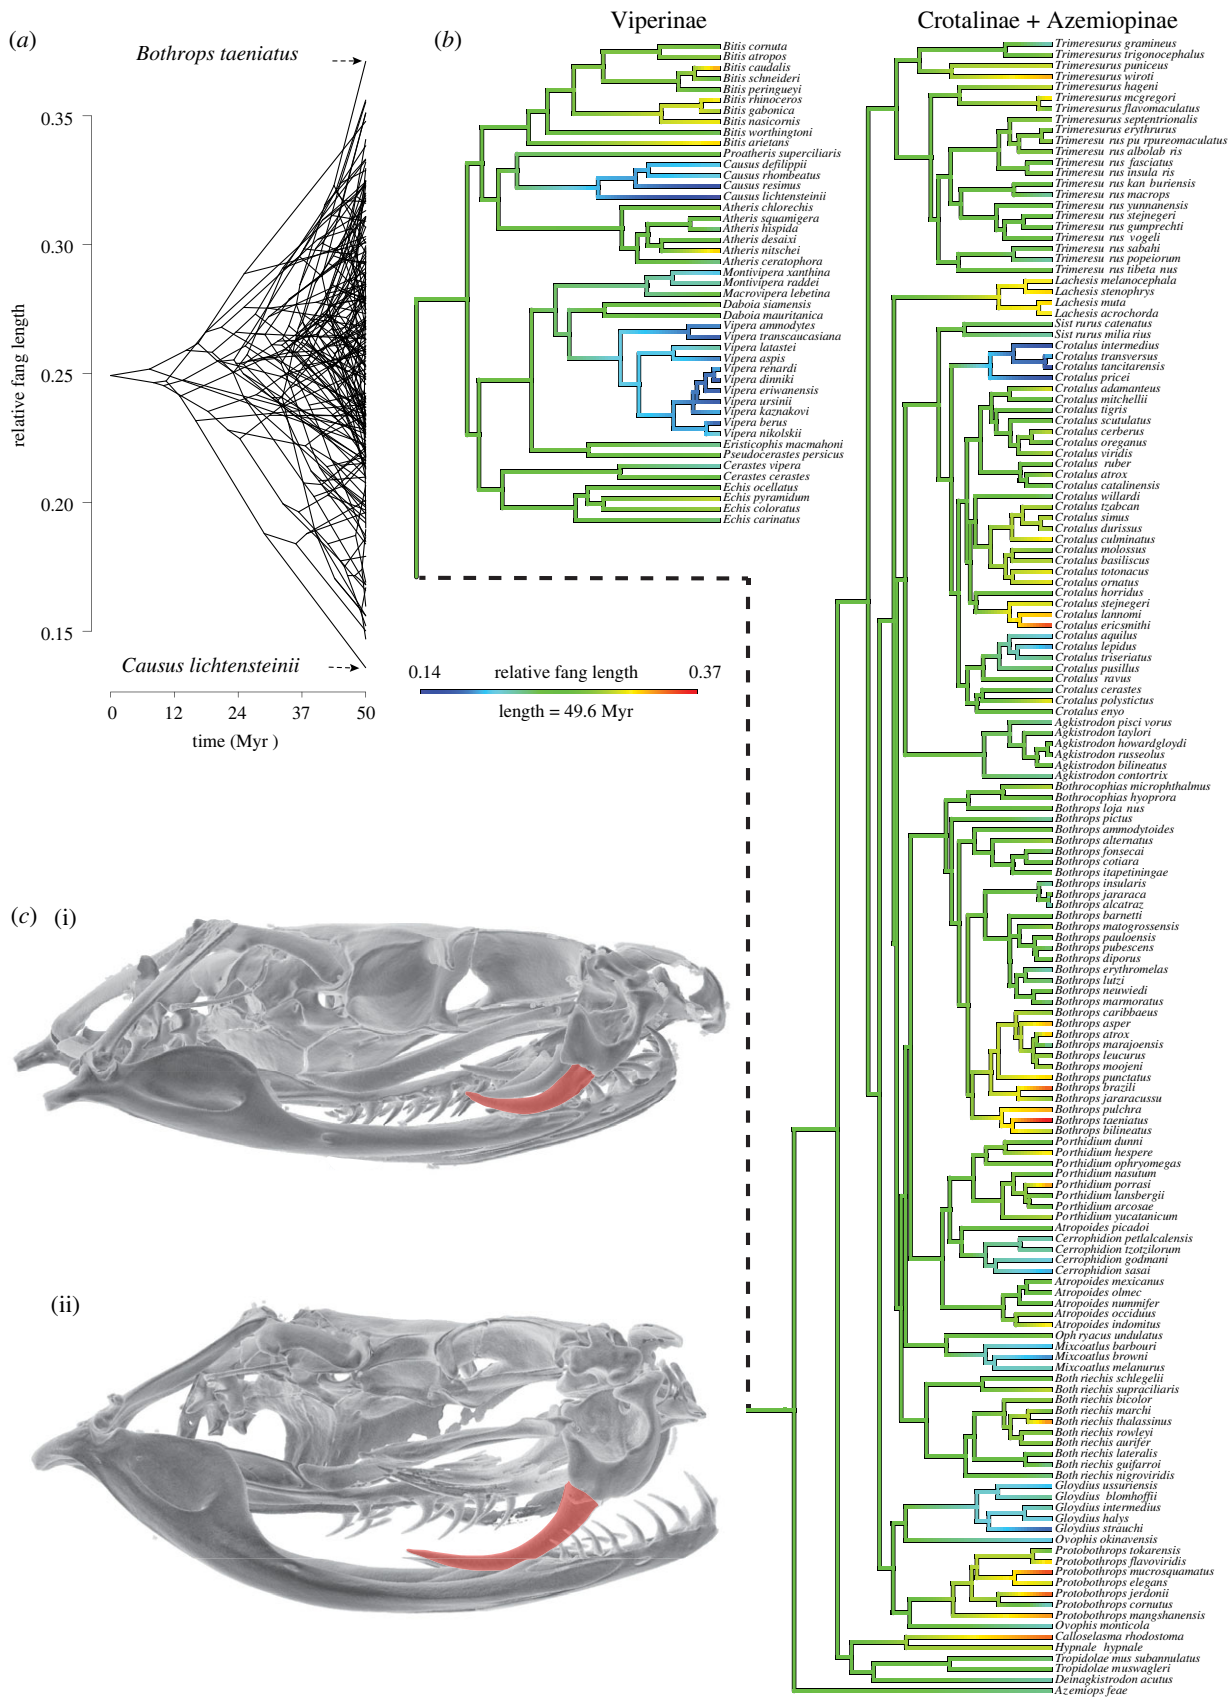 Viperinae
Crotalinae + Azemiopinae
(a)
Bothrops taeniatus
0.35
0.30
0.25
0.20
0.15
relative fang length
Causus lichtensteinii
0 12 24 37 50
time (Myr )
(b)
Bitis cornuta
Bitis atropos
Bitis caudalis
Bitis schneideri
Bitis peringueyi
Bitis rhinoceros
Bitis gabonica
Bitis nasicornis
Bitis worthingtoni
Bitis arietans
Proatheris superciliaris
Causus defilippii
Causus rhombeatus
Causus resimus
Causus lichtensteinii
Atheris chlorechis
Atheris squamigera
Atheris hispida
Atheris desaixi
Atheris nitschei
Atheris ceratophora
Montivipera xanthina
Montivipera raddei
Macrovipera lebetina
Daboia siamensis
Daboia mauritanica
Vipera ammodytes
Vipera transcaucasiana
Vipera latastei
Vipera aspis
Vipera renardi
Vipera dinniki
Vipera eriwanensis
Vipera ursinii
Vipera kaznakovi
Vipera berus
Vipera nikolskii
Eristicophis macmahoni
Pseudocerastes persicus
Cerastes vipera
Cerastes cerastes
Echis ocellatus
Echis pyramidum
Echis coloratus
Echis carinatus
0.14 relative fang length 0.37
length = 49.6 Myr
Trimeresurus gramineus
Trimeresurus trigonocephalus
Trimeresurus puniceus
Trimeresurus wiroti
Trimeresurus hageni
Trimeresurus mcgregori
Trimeresurus flavomaculatus
Trimeresurus septentrionalis
Trimeresurus erythrurus
Trimeresurus pu rpureomaculatus
Trimeresu rus albolab ris
Trimeresu rus fasciatus
Trimeresu rus insula ris
Trimeresu rus kan buriensis
Trimeresu rus macrops
Trimeresu rus yunnanensis
Trimeresu rus stejnegeri
Trimeresu rus gumprechti
Trimeresu rus vogeli
Trimeresu rus sabahi
Trimeresu rus popeiorum
Trimeresu rus tibeta nus
Lachesis melanocephala
Lachesis stenophrys
Lachesis muta
Lachesis acrochorda
Sist rurus catenatus
Sist rurus milia rius
Crotalus intermedius
Crotalus transversus
Crotalus tancitarensis
Crotalus pricei
Crotalus adamanteus
Crotalus mitchellii
Crotalus tigris
Crotalus scutulatus
Crotalus cerberus
Crotalus oreganus
Crotalus viridis
Crotalus ruber
Crotalus atrox
Crotalus catalinensis
Crotalus willardi
Crotalus tzabcan
Crotalus simus
Crotalus durissus
Crotalus culminatus
Crotalus molossus
Crotalus basiliscus
Crotalus totonacus
Crotalus ornatus
Crotalus horridus
Crotalus stejnegeri
Crotalus lannomi
Crotalus ericsmithi
Crotalus aquilus
Crotalus lepidus
Crotalus triseriatus
Crotalus pusillus
Crotalus ravus
Crotalus cerastes
Crotalus polystictus
Crotalus enyo
Agkistrodon pisci vorus
Agkistrodon taylori
Agkistrodon howardgloydi
Agkistrodon russeolus
Agkistrodon bilineatus
Agkistrodon contortrix
Bothrocophias microphthalmus
Bothrocophias hyoprora
Bothrops loja nus
Bothrops pictus
Bothrops ammodytoides
Bothrops alternatus
Bothrops fonsecai
Bothrops cotiara
Bothrops itapetiningae
Bothrops insularis
Bothrops jararaca
Bothrops alcatraz
Bothrops barnetti
Bothrops matogrossensis
Bothrops pauloensis
Bothrops pubescens
Bothrops diporus
Bothrops erythromelas
Bothrops lutzi
Bothrops neuwiedi
Bothrops marmoratus
Bothrops caribbaeus
Bothrops asper
Bothrops atrox
Bothrops marajoensis
Bothrops leucurus
Bothrops moojeni
Bothrops punctatus
Bothrops brazili
Bothrops jararacussu
Bothrops pulchra
Bothrops taeniatus
Bothrops bilineatus
Porthidium dunni
Porthidium hespere
Porthidium ophryomegas
Porthidium nasutum
Porthidium porrasi
Porthidium lansbergii
Porthidium arcosae
Porthidium yucatanicum
Atropoides picadoi
Cerrophidion petlalcalensis
Cerrophidion tzotzilorum
Cerrophidion godmani
Cerrophidion sasai
Atropoides mexicanus
Atropoides olmec
Atropoides nummifer
Atropoides occiduus
Atropoides indomitus
Oph ryacus undulatus
Mixcoatlus barbouri
Mixcoatlus browni
Mixcoatlus melanurus
Both riechis schlegelii
Both riechis supraciliaris
Both riechis bicolor
Both riechis marchi
Both riechis thalassinus
Both riechis rowleyi
Both riechis aurifer
Both riechis lateralis
Both riechis guifarroi
Both riechis nigroviridis
Gloydius ussuriensis
Gloydius blomhoffii
Gloydius intermedius
Gloydius halys
Gloydius strauchi
Ovophis okinavensis
Protobothrops tokarensis
Protobothrops flavoviridis
Protobothrops mucrosquamatus
Protobothrops elegans
Protobothrops jerdonii
Protobothrops cornutus
Protobothrops mangshanensis
Ovophis monticola
Calloselasma rhodostoma
Hypnale hypnale
Tropidolae mus subannulatus
Tropidolae muswagleri
Deinagkistrodon acutus
Azemiops feae
(c) (i)
(ii)